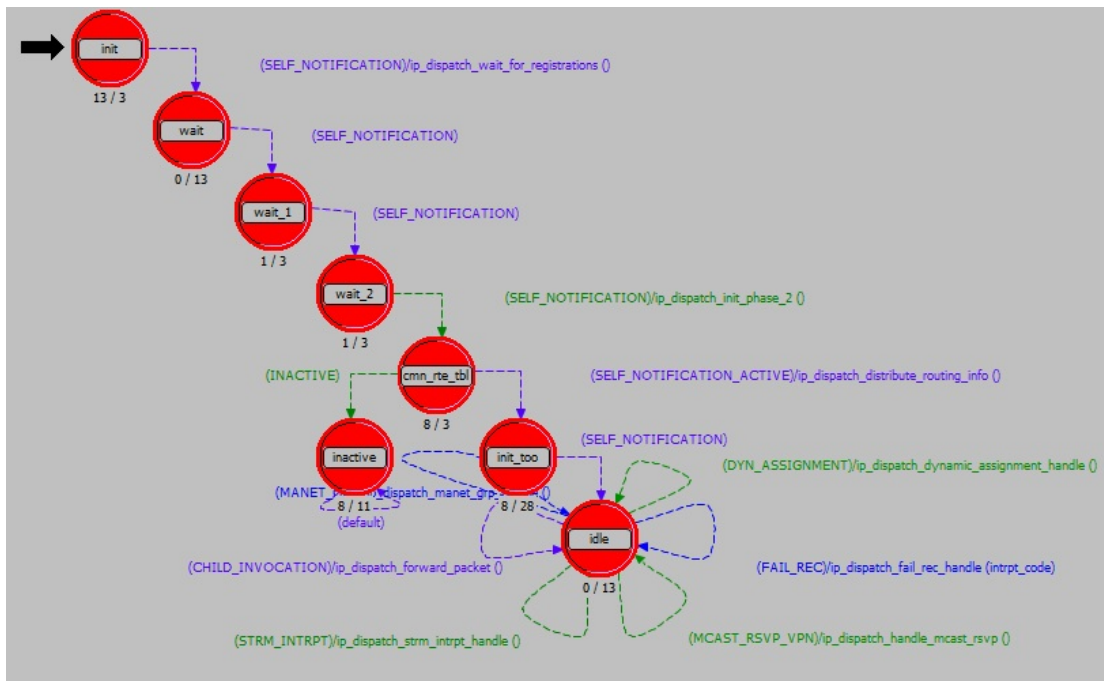 init
(SELF_NOTIFICATION)/ip_dispatch_wait_for_registrations ()
13 / 3
wait
(SELF_NOTIFICATION)
0 / 13
wait_1
(SELF_NOTIFICATION)
1 / 3
wait_2
(SELF_NOTIFICATION)/ip_dispatch_init_phase_2 ()
1 / 3
(INACTIVE)
cmn_rte_tbl
(SELF_NOTIFICATION_ACTIVE)/ip_dispatch_distribute_routing_info ()
8 / 3
(SELF_NOTIFICATION)
inactive
init_too
(DYN_ASSIGNMENT)/ip_dispatch_dynamic_assignment_handle ()
(MANET_ dispatch_manet_
8 / 11
8 / 28
(default)
idle
(CHILD_INVOCATION)/ip_dispatch_forward_packet ()
(FAIL_REC)/ip_dispatch_fail_rec_handle (intrpt_code)
0 / 13
(STRM_INTRPT)/ip_dispatch_strm_intrpt_handle ()
(MCAST_RSVP_VPN)/ip_dispatch_handle_mcast_rsvp ()